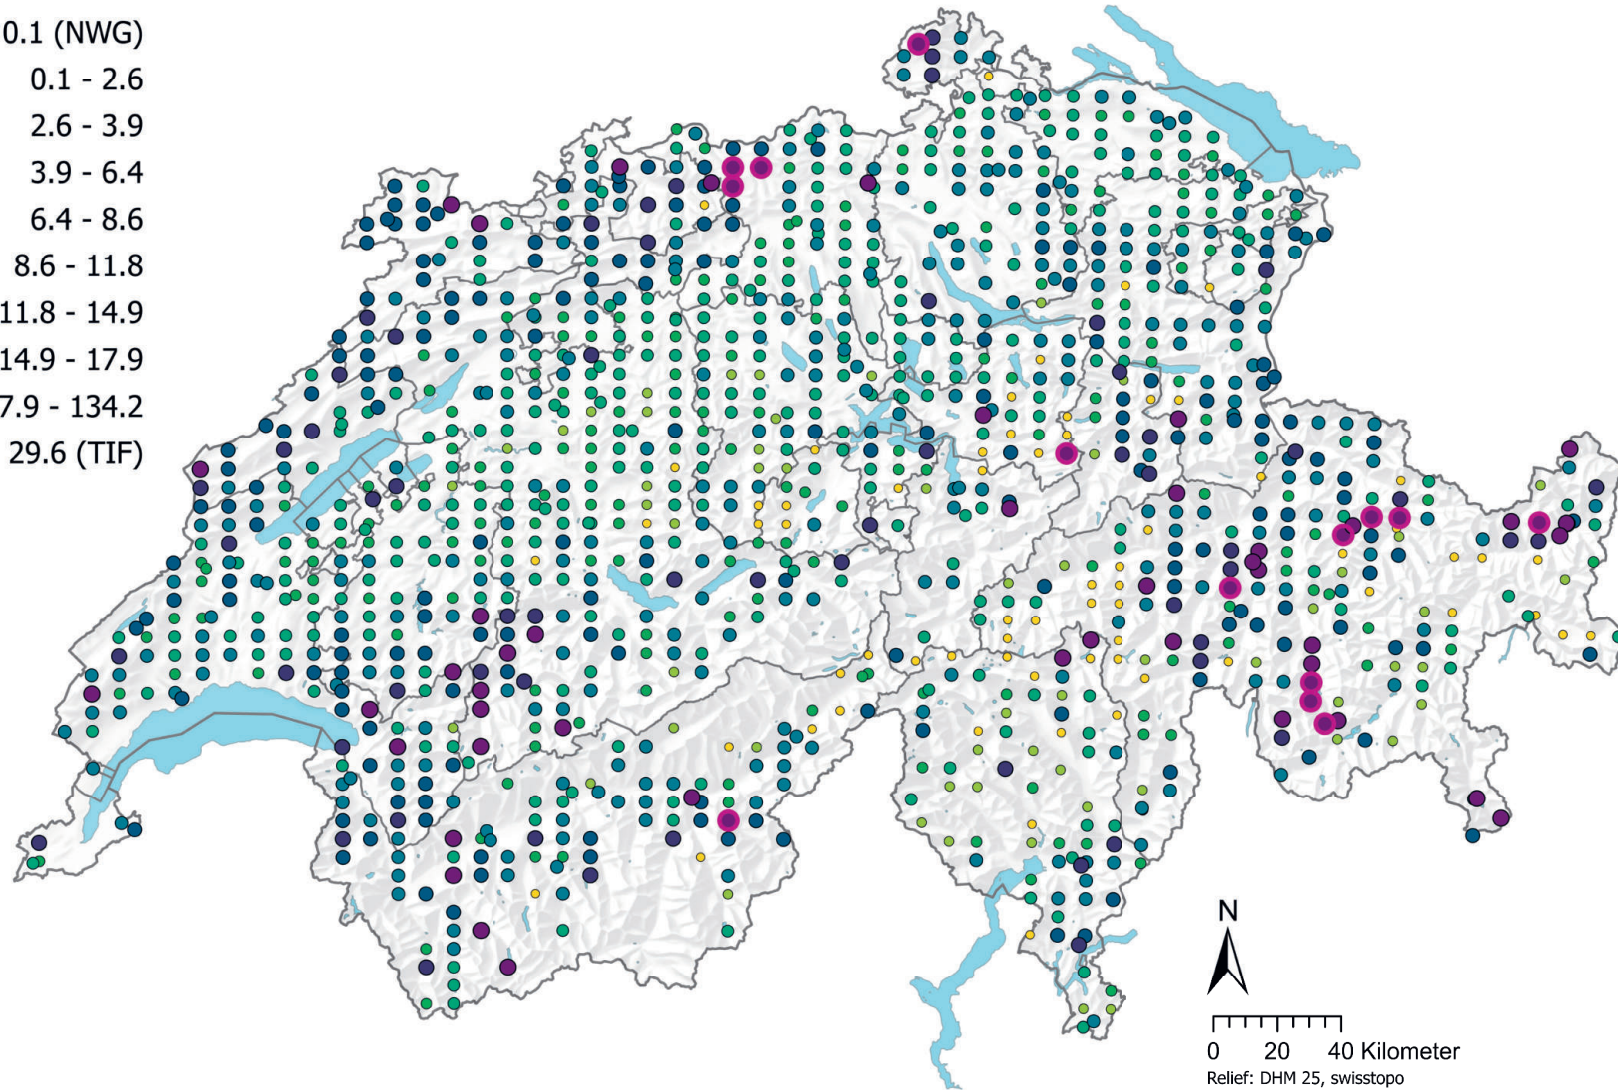 0.1 (NWG)
0.1 - 2.6
2.6 - 3.9
3.9 - 6.4
6.4 - 8.6
8.6 - 11.8
11.8 - 14.9
14.9 - 17.9
7.9 - 134.2
29.6 (TIF)
N
0 20 40 Kilometer
Relief: DHM 25, swisstopo